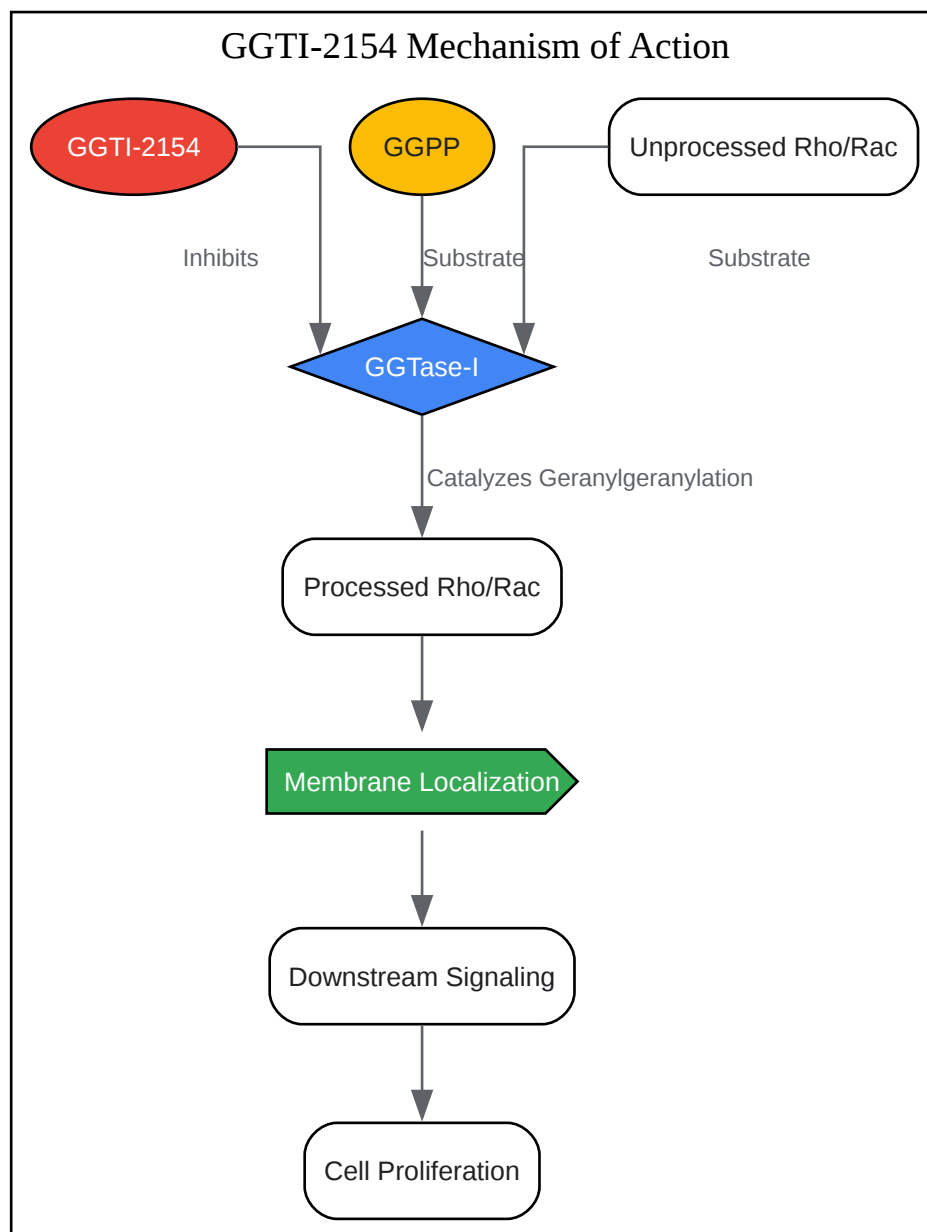 GGTI-2154 Mechanism of Action
GGTI-2154
GGPP
Unprocessed Rho/Rac
Inhibits
Substrate
Substrate
GGTase-I
Catalyzes Geranylgeranylation
Processed Rho/Rac
Membrane Localization
Downstream Signaling
Cell Proliferation